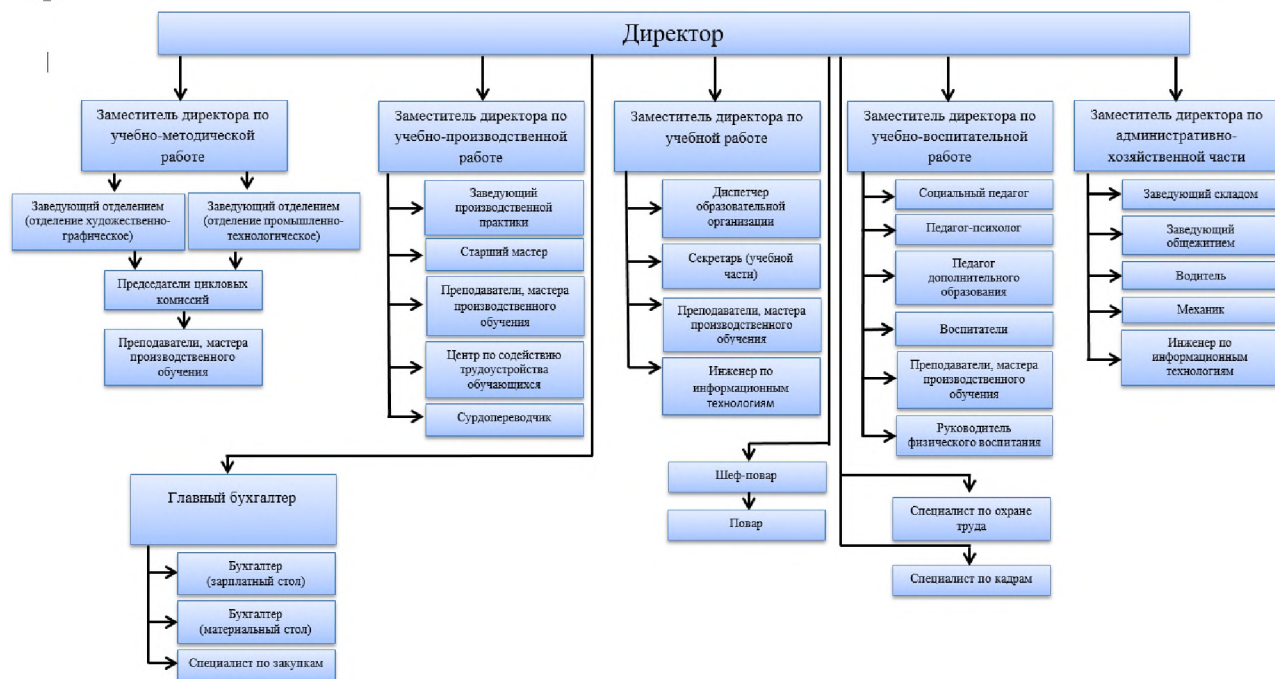 Директор
Заместитель директора по
учебно-методической
работе
Заведующий отделением
(отделение художественно-
графическое)
Заведующий отделением
(отделение промышленно-
технологическое)
Председатели цикловых
комиссий
Преподаватели, мастера
производственного
обучения
Заместитель директора по
учебно-производственной
работе
Заведующий
производственной
практики
Старший мастер
Преподаватели, мастера
производственного
обучения
Центр по содействию
трудоустройства
обучающихся
Сурдопереводчик
Заместитель директора по
учебной работе
Диспетчер
образовательной
организации
Секретарь (учебной
части)
Преподаватели, мастера
производственного
обучения
Инженер по
информационным
технологиям
Заместитель директора по
учебно-воспитательной
работе
Социальный педагог
Педагог-психолог
Педагог
дополнительного
образования
Воспитатели
Преподаватели, мастера
производственного
обучения
Руководитель
физического воспитания
Заместитель директора по
административно-
хозяйственной части
Заведующий складом
Заведующий
общежитием
Водитель
Механик
Инженер по
информационным
технологиям
Главный бухгалтер
Бухгалтер
(зарплатный стол)
Бухгалтер
(материальный стол)
Специалист по закупкам
Шеф-повар
Повар
Специалист по охране
труда
Специалист по кадрам